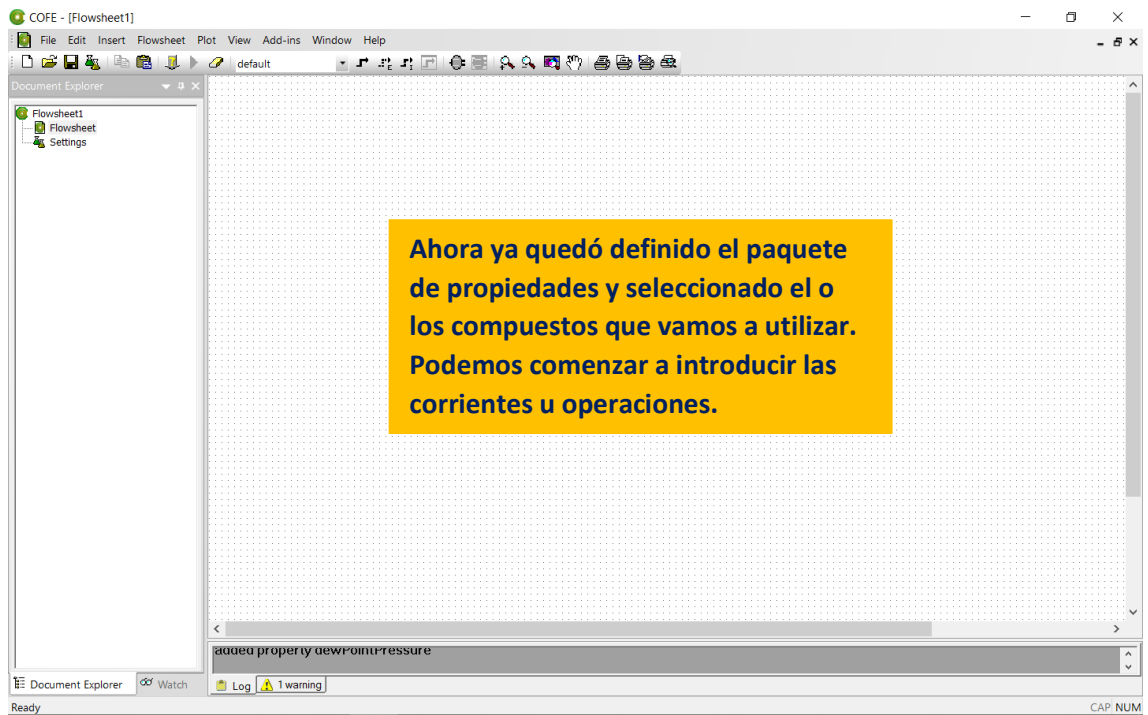 COFE - [Flowsheet1]
File Edit Insert Flowsheet Plot View Add-ins Window Help
default
Document Explorer
Flowsheet1
Flowsheet
Settings
Ahora ya quedó definido el paquete
de propiedades y seleccionado el o
los compuestos que vamos a utilizar.
Podemos comenzar a introducir las
corrientes u operaciones.
added property dewPointPressure
Document Explorer Watch
Log 1 warning
Ready
CAP NUM